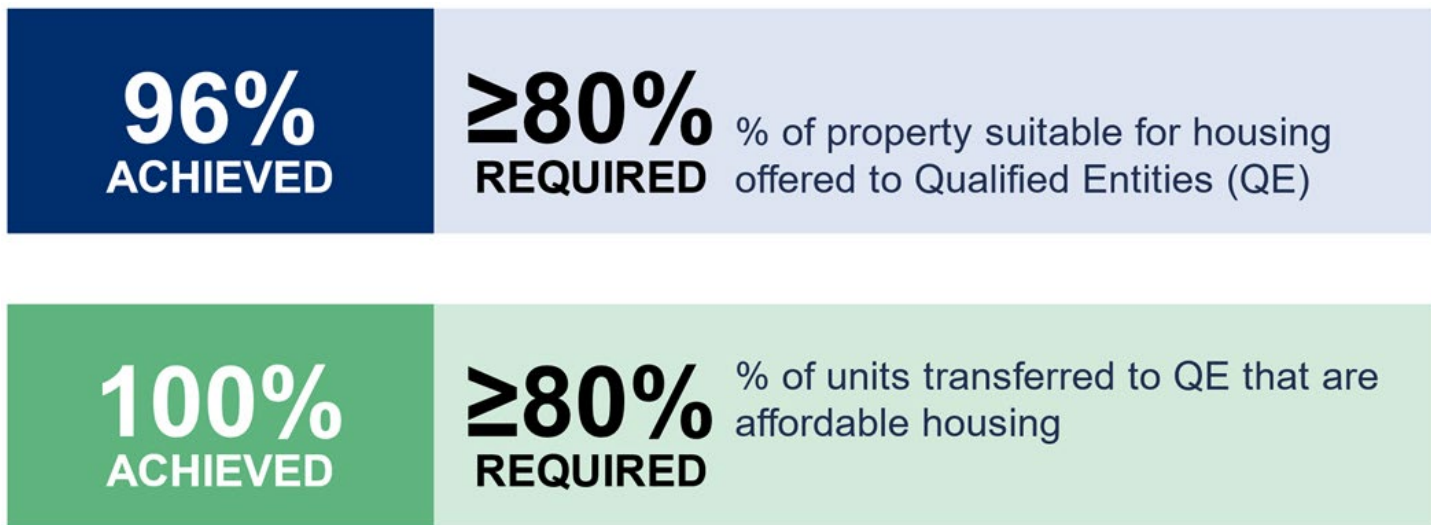 96%
ACHIEVED
≥80%
REQUIRED
% of property suitable for housing
offered to Qualified Entities (QE)
100%
ACHIEVED
≥80%
REQUIRED
% of units transferred to QE that are
affordable housing